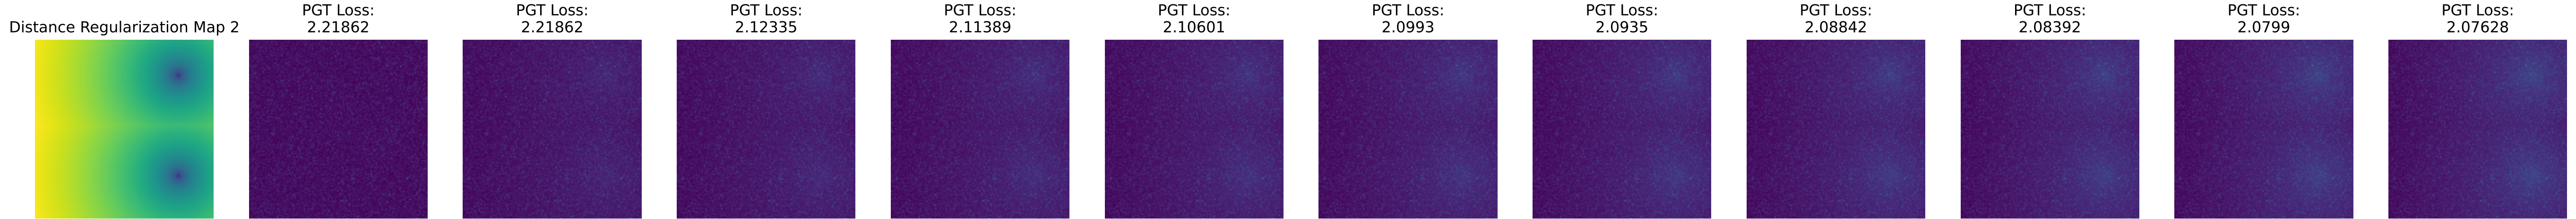 Distance Regularization Map 2
PGT Loss:
2.21862
PGT Loss:
2.21862
PGT Loss:
2.12335
PGT Loss:
2.11389
PGT Loss:
2.10601
PGT Loss:
2.0993
PGT Loss:
2.0935
PGT Loss:
2.08842
PGT Loss:
2.08392
PGT Loss:
2.0799
PGT Loss:
2.07628